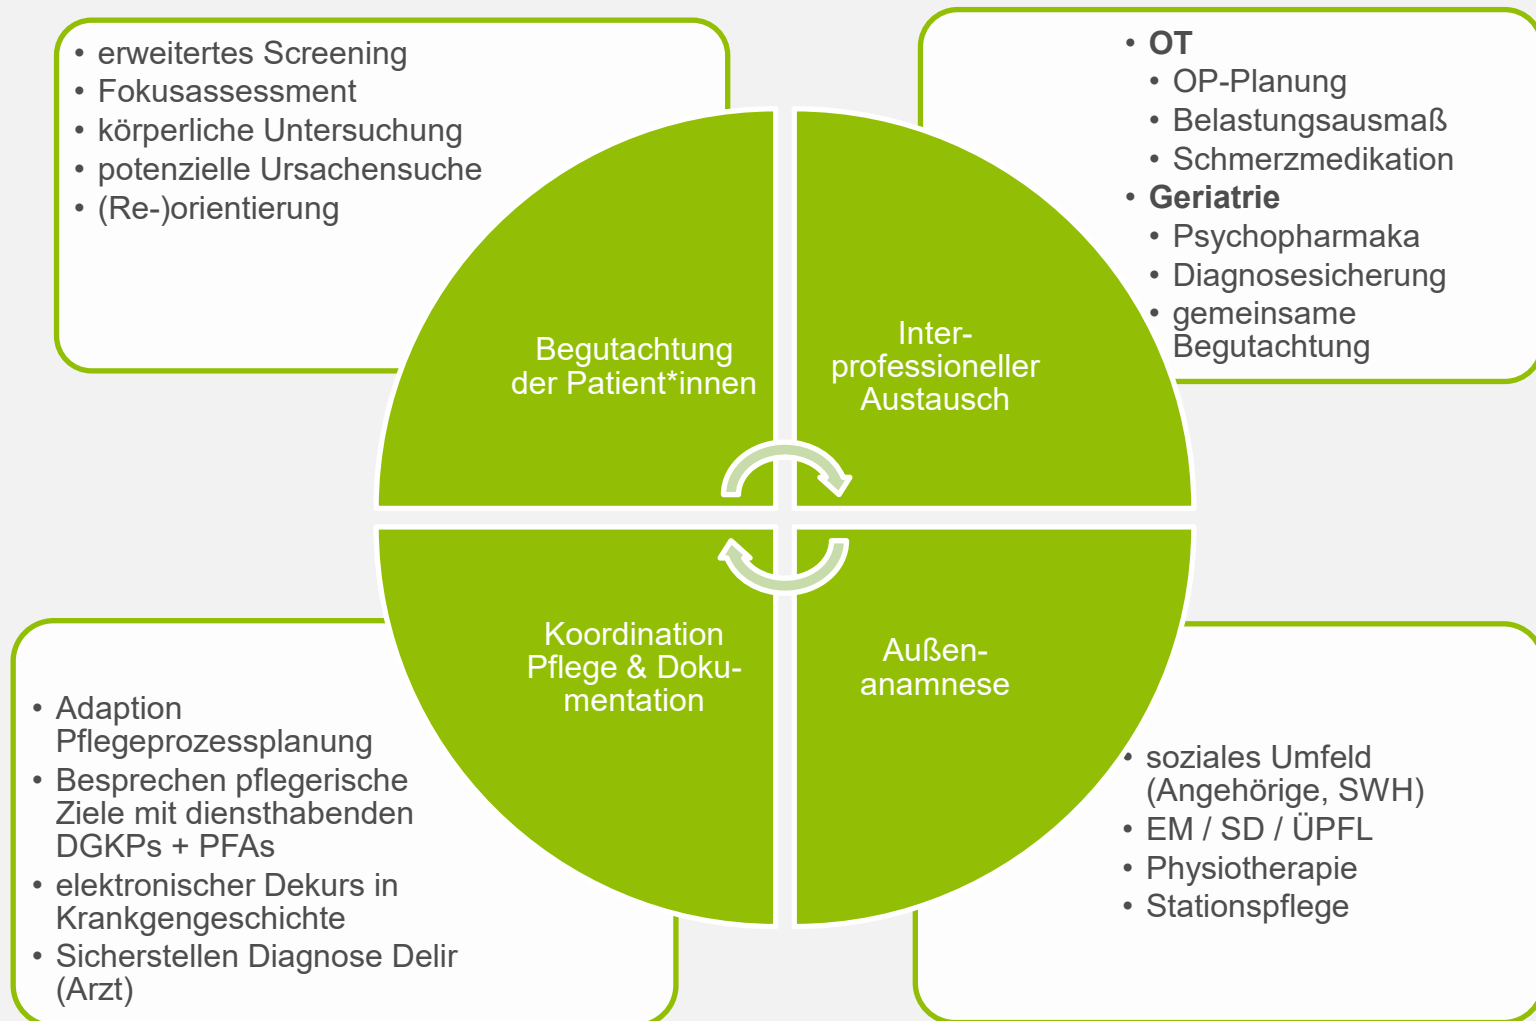 • erweitertes Screening
• Fokusassessment
• körperliche Untersuchung
• potenzielle Ursachensuche
• (Re-)orientierung
• OT
• OP-Planung
• Belastungsausmaß
• Schmerzmedikation
• Geriatrie
• Psychopharmaka
• Diagnosesicherung
• gemeinsame
Begutachtung
Begutachtung
der Patient*innen
Inter-
professioneller
Austausch
Koordination
Pflege & Doku-
mentation
Außen-
anamnese
• Adaption
Pflegeprozessplanung
• Besprechen pflegerische
Ziele mit diensthabenden
DGKPs + PFAs
• elektronischer Dekurs in
Krankgengeschichte
• Sicherstellen Diagnose Delir
(Arzt)
• soziales Umfeld
(Angehörige, SWH)
• EM / SD / ÜPFL
• Physiotherapie
• Stationspflege